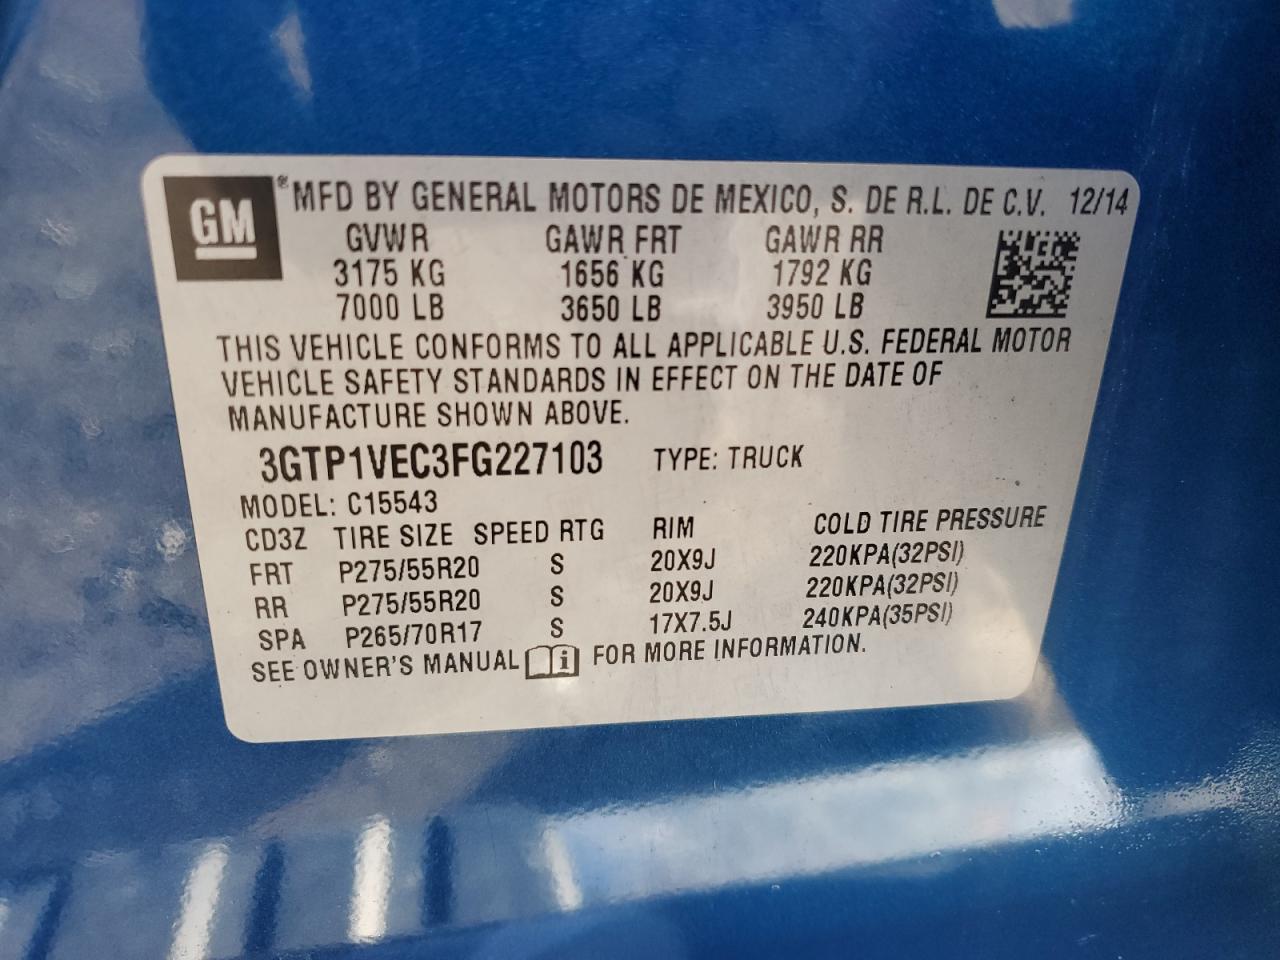 GM ® MFD BY GENERAL MOTORS DE MEXICO, S. DE R.L. DE C.V. 12/14
GVWR GAWR FRT GAWR RR
3175 KG 1656 KG 1792 KG
7000 LB 3650 LB 3950 LB
THIS VEHICLE CONFORMS TO ALL APPLICABLE U.S. FEDERAL MOTOR
VEHICLE SAFETY STANDARDS IN EFFECT ON THE DATE OF
MANUFACTURE SHOWN ABOVE.
3GTP1VEC3FG227103 TYPE: TRUCK
MODEL: C15543
CD3Z TIRE SIZE SPEED RTG RIM COLD TIRE PRESSURE
FRT P275/55R20 S 20X9J 220KPA(32PSI)
RR P275/55R20 S 20X9J 220KPA(32PSI)
SPA P265/70R17 S 17X7.5J 240KPA(35PSI)
SEE OWNER'S MANUAL i FOR MORE INFORMATION.